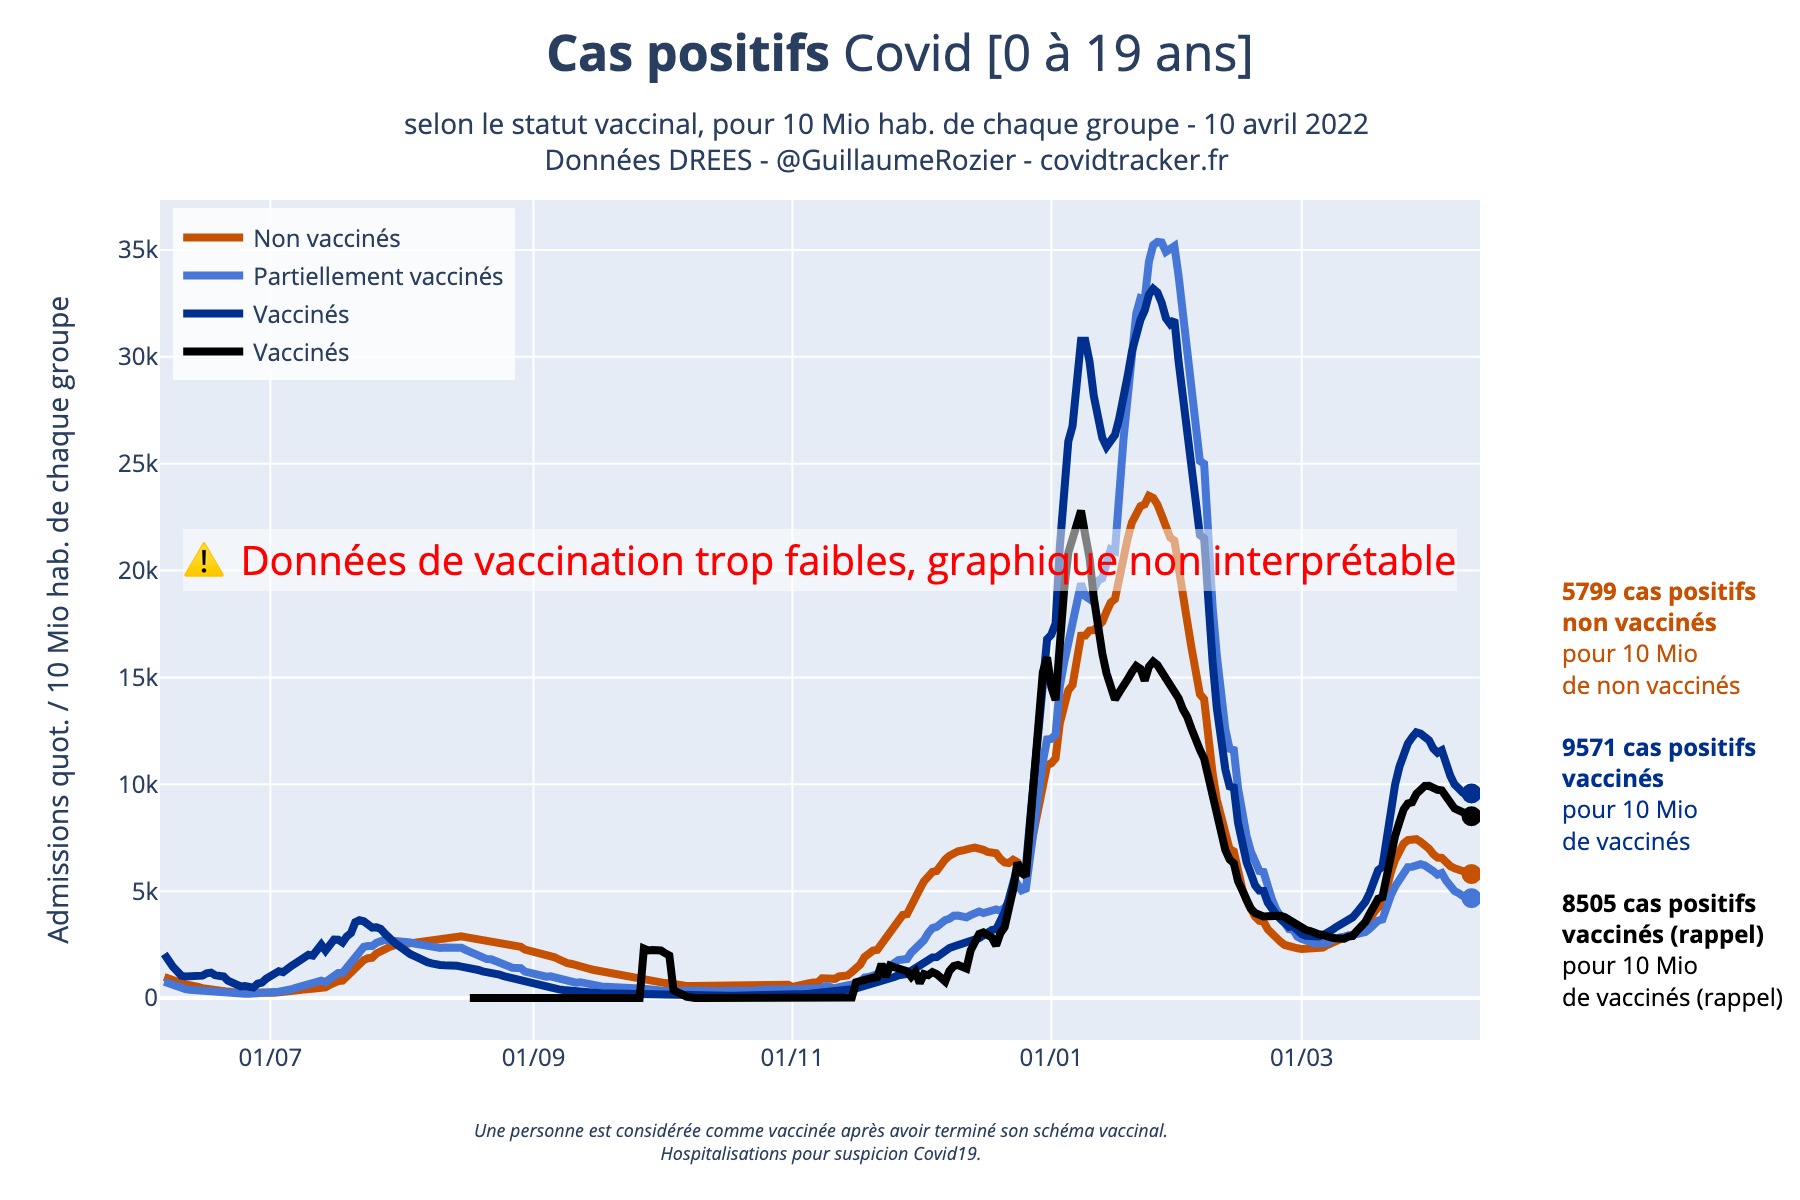 Cas positifs Covid [0 à 19 ans]
selon le statut vaccinal, pour 10 Mio hab. de chaque groupe - 10 avril 2022
Données DREES - @GuillaumeRozier - covidtracker.fr
Admissions quot. / 10 Mio hab. de chaque groupe
35k
30k
25k
20k
15k
10k
5k
0
Non vaccinés
Partiellement vaccinés
Vaccinés
Vaccinés
⚠️ Données de vaccination trop faibles, graphique non interprétable
01/07
01/09
01/11
01/01
01/03
5799 cas positifs
non vaccinés
pour 10 Mio
de non vaccinés
9571 cas positifs
vaccinés
pour 10 Mio
de vaccinés
8505 cas positifs
vaccinés (rappel)
pour 10 Mio
de vaccinés (rappel)
Une personne est considérée comme vaccinée après avoir terminé son schéma vaccinal.
Hospitalisations pour suspicion Covid19.